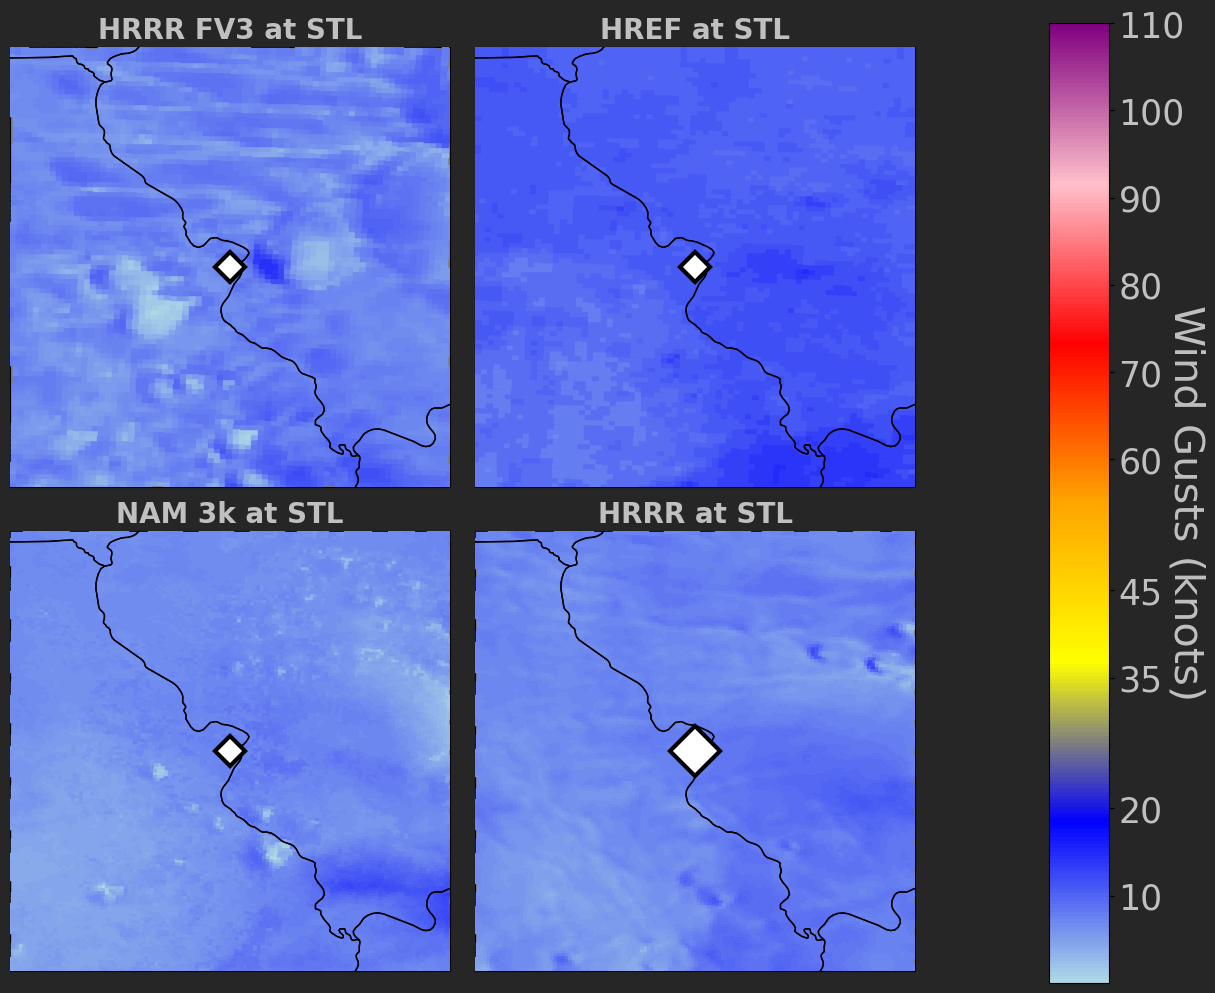 HRRR FV3 at STL
HREF at STL
NAM 3k at STL
HRRR at STL
110
100
90
80
70
60
45
35
20
10
Wind Gusts (knots)